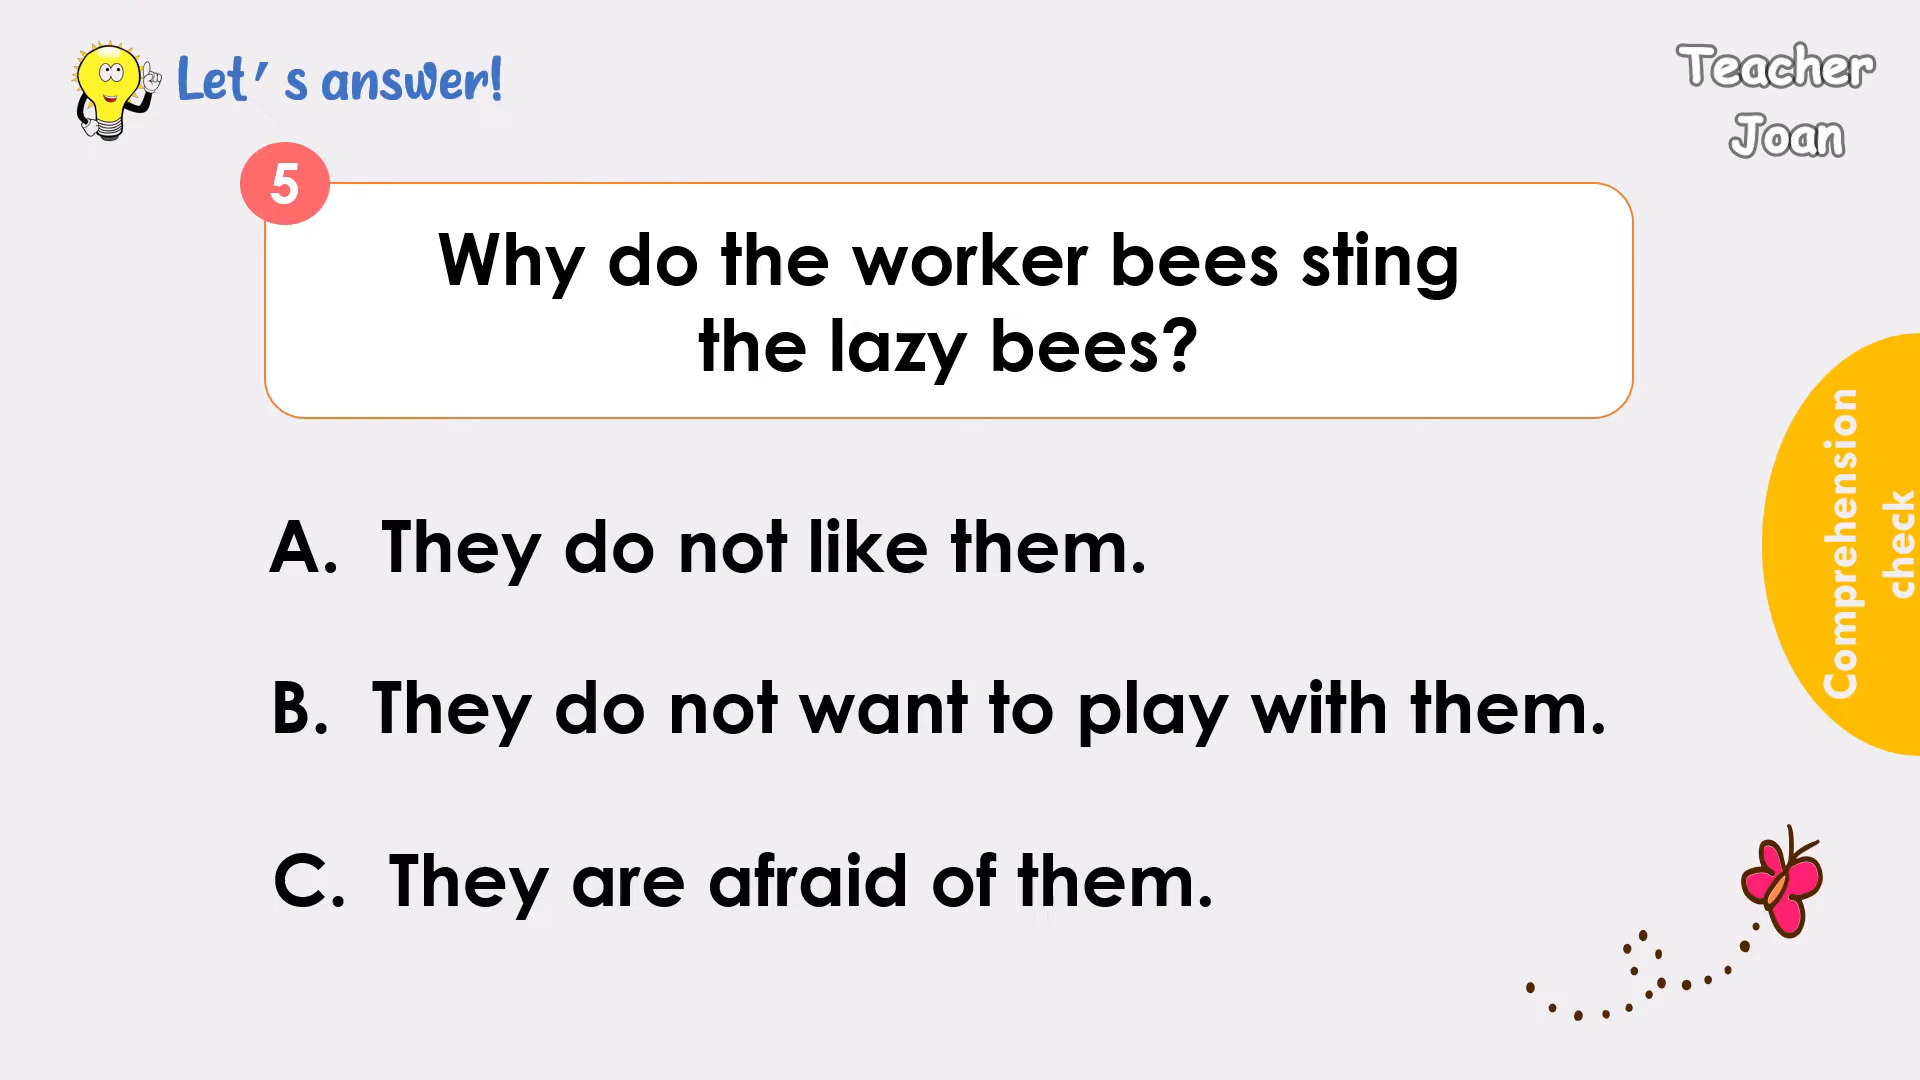 Let's answer!
Teacher
Joan
5
Why do the worker bees sting
the lazy bees?
A. They do not like them.
B. They do not want to play with them.
C. They are afraid of them.
Comprehension
check